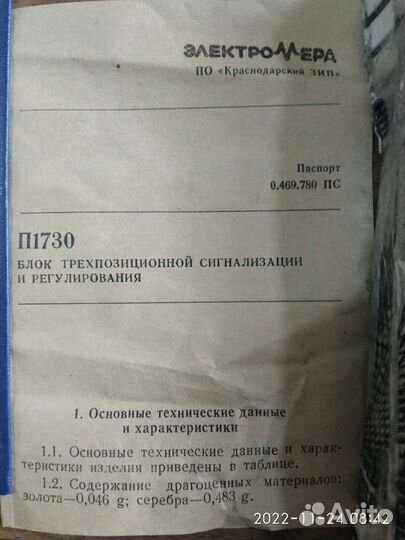 ЭЛЕКТРОМЕРА
ПО «Краснодарский ЗИП»
Паспорт
0.469.780 ПС
П1730
БЛОК ТРЕХПОЗИЦИОННОЙ СИГНАЛИЗАЦИИ
И РЕГУЛИРОВАНИЯ
1. Основные технические данные
и характеристики
1.1. Основные технические данные и харак-
теристики изделия приведены в таблице.
1.2. Содержание драгоценных материалов:
золота—0,046 g; серебра—0,483 g.
2022-11-24 08:42
Avito